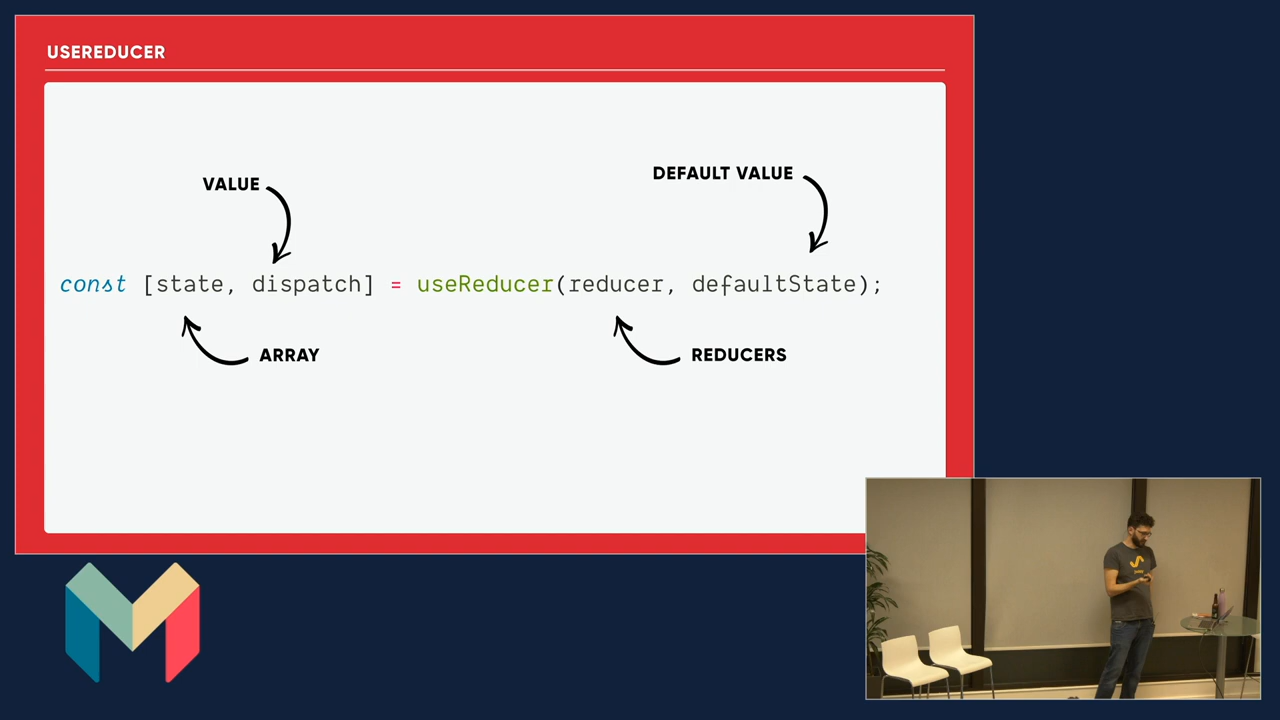 USEREDUCER
DEFAULT VALUE
VALUE
const [state, dispatch] = useReducer(reducer, defaultState);
ARRAY
REDUCERS